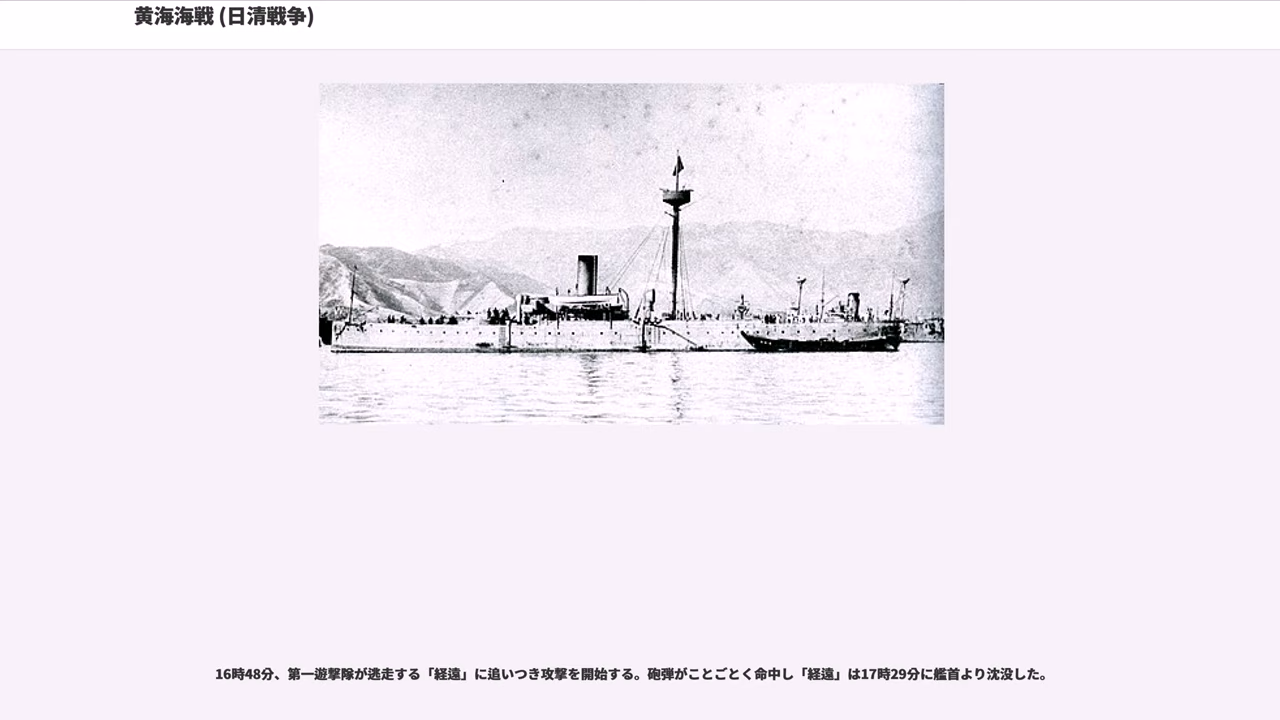 黄海海戦 (日清戦争)
16時48分、第一遊撃隊が逃走する「経遠」に追いつき攻撃を開始する。砲弾がことごとく命中し「経遠」は17時29分に艦首より沈没した。